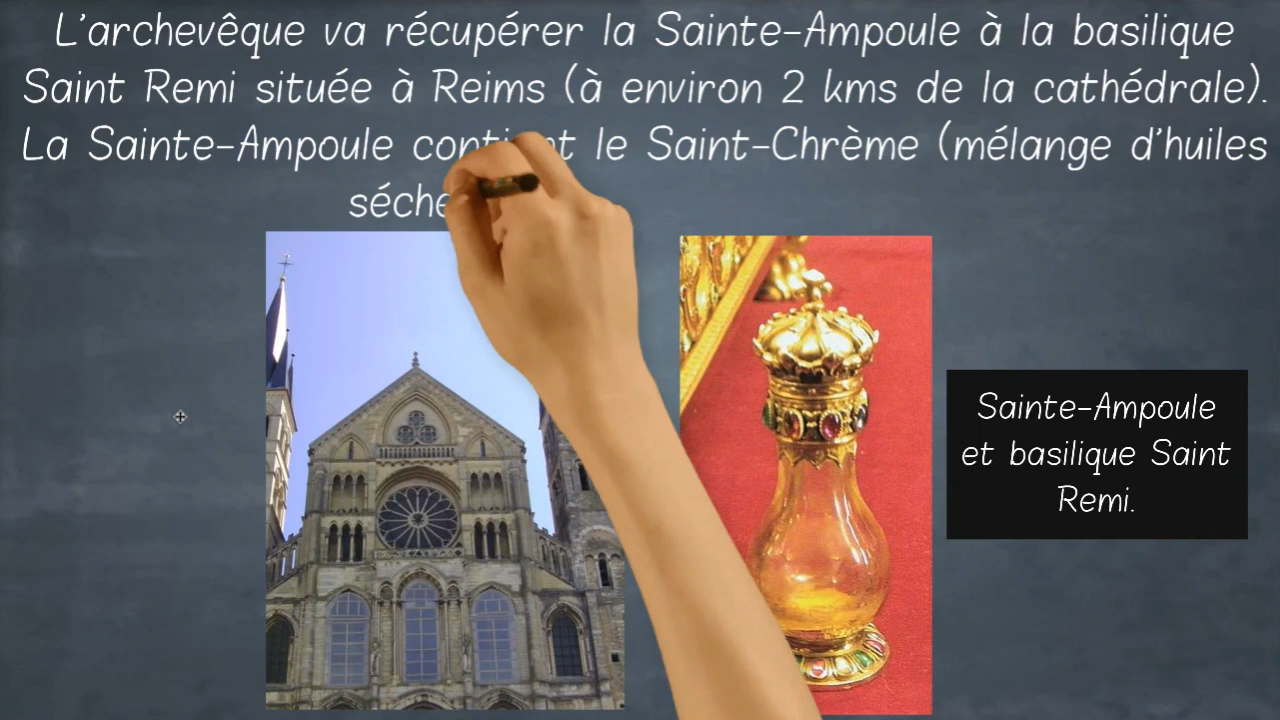 L'archevêque va récupérer la Sainte-Ampoule à la basilique
Saint Remi située à Reims (à environ 2 kms de la cathédrale).
La Sainte-Ampoule contient le Saint-Chrème (mélange d'huiles
séche
Sainte-Ampoule
et basilique Saint
Remi.